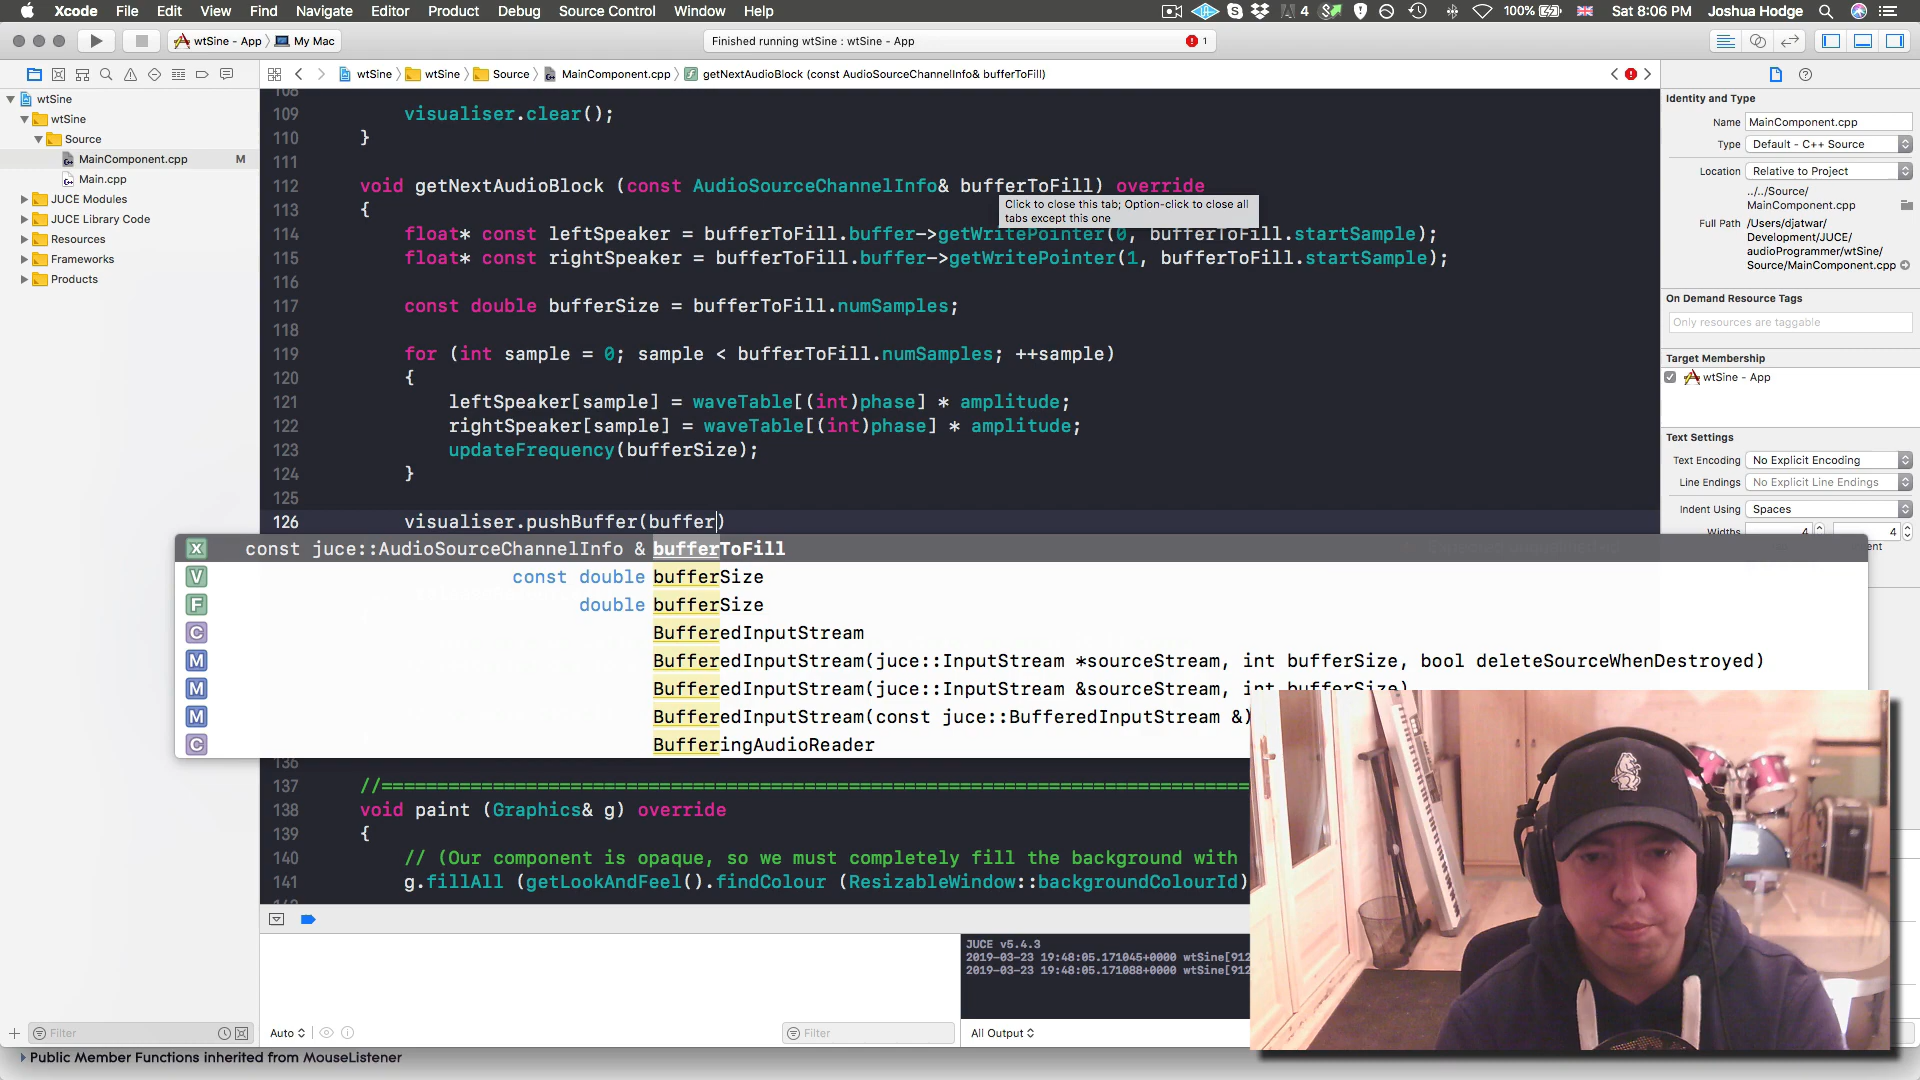 Xcode File Edit View Find Navigate Editor Product Debug Source Control Window Help 4 100% Sat 8:06 PM Joshua Hodge
wtSine - App My Mac Finished running wtSine : wtSine - App 1
wtSine wtSine Source MainComponent.cpp getNextAudioBlock (const AudioSourceChannelInfo& bufferToFill)
wtSine
wtSine
Source
MainComponent.cpp M
Main.cpp
JUCE Modules
JUCE Library Code
Resources
Frameworks
Products
108
109 visualiser.clear();
110 }
111
112 void getNextAudioBlock (const AudioSourceChannelInfo& bufferToFill) override
Click to close this tab; Option-click to close all
tabs except this one
113 {
114 float* const leftSpeaker = bufferToFill.buffer->getWritePointer(0, bufferToFill.startSample);
115 float* const rightSpeaker = bufferToFill.buffer->getWritePointer(1, bufferToFill.startSample);
116
117 const double bufferSize = bufferToFill.numSamples;
118
119 for (int sample = 0; sample < bufferToFill.numSamples; ++sample)
120 {
121 leftSpeaker[sample] = waveTable[(int)phase] * amplitude;
122 rightSpeaker[sample] = waveTable[(int)phase] * amplitude;
123 updateFrequency(bufferSize);
124 }
125
126 visualiser.pushBuffer(buffer)
X const juce::AudioSourceChannelInfo & bufferToFill
V const double bufferSize
F double bufferSize
C BufferedInputStream
M BufferedInputStream(juce::InputStream *sourceStream, int bufferSize, bool deleteSourceWhenDestroyed)
M BufferedInputStream(juce::InputStream &sourceStream, int bufferSize)
M BufferedInputStream(const juce::BufferedInputStream &)
C BufferingAudioReader
136
137 //==============================================================================
138 void paint (Graphics& g) override
139 {
140 // (Our component is opaque, so we must completely fill the background with
141 g.fillAll (getLookAndFeel().findColour (ResizableWindow::backgroundColourId)
Identity and Type
Name MainComponent.cpp
Type Default - C++ Source
Location Relative to Project
../../Source/
MainComponent.cpp
Full Path /Users/djatwar/
Development/JUCE/
audioProgrammer/wtSine/
Source/MainComponent.cpp
On Demand Resource Tags
Only resources are taggable
Target Membership
wtSine - App
Text Settings
Text Encoding No Explicit Encoding
Line Endings No Explicit Line Endings
Indent Using Spaces
Widths 4 4
JUCE v5.4.3
2019-03-23 19:48:05.171045+0000 wtSine[912
2019-03-23 19:48:05.171088+0000 wtSine[912
Filter Auto Filter All Output
Public Member Functions inherited from MouseListener